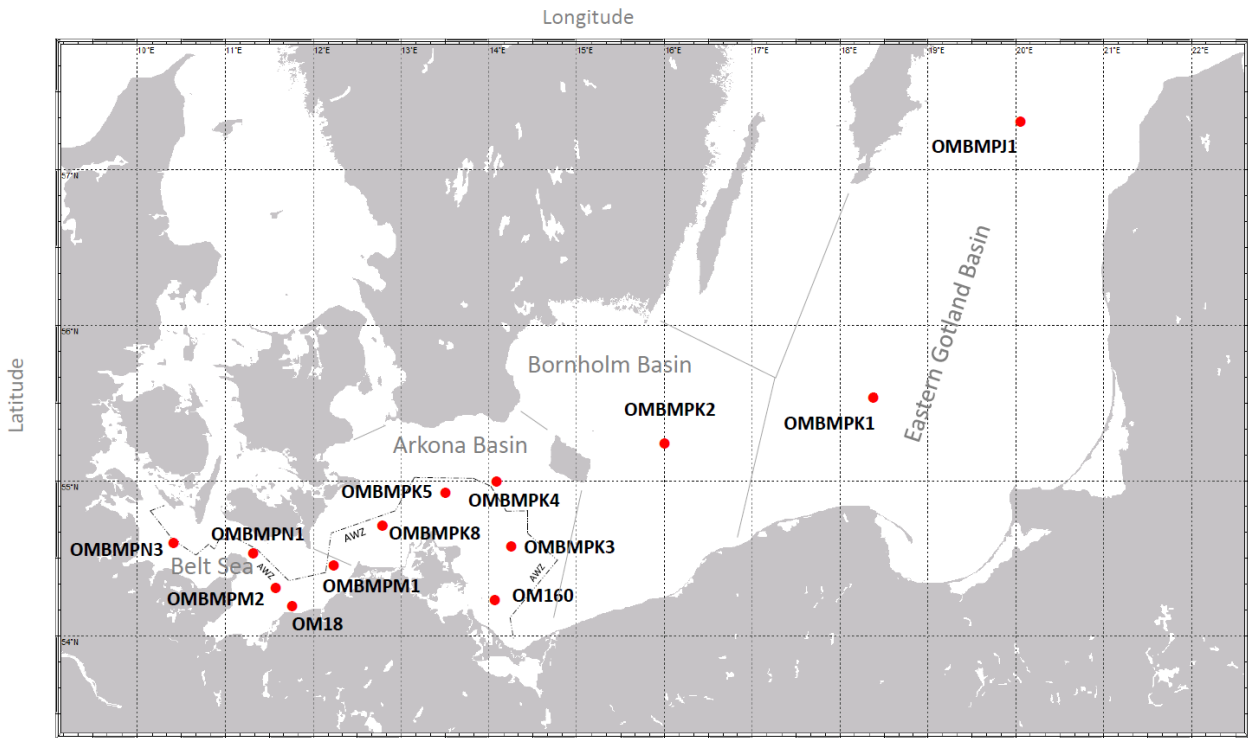 Longitude
10°E 11°E 12°E 13°E 14°E 15°E 16°E 17°E 18°E 19°E 20°E 21°E 22°E
OMBMPJ1
57°N
Eastern Gotland Basin
56°N
Bornholm Basin
Latitude
OMBMPK2
OMBMPK1
Arkona Basin
55°N
OMBMPK5
OMBMPK4
OMBMPN1
AWZ
OMBMPK8
OMBMPN3
OMBMPK3
Belt Sea
AWZ
AWZ
OMBMPM1
OMBMPM2
OM160
OM18
54°N